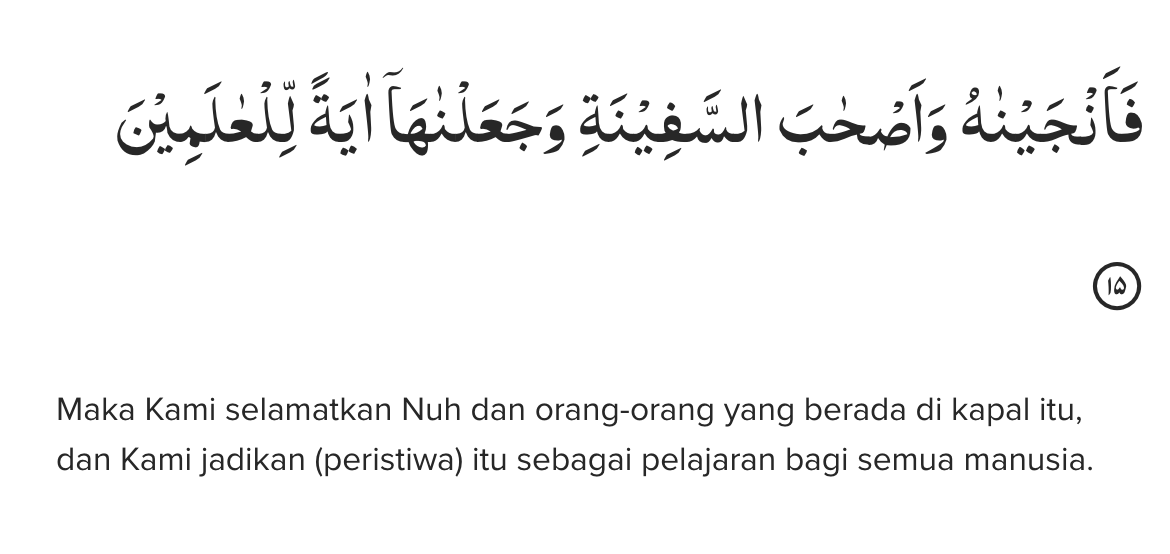 فَاَنْجَيْنٰهُ وَاَصْحٰبَ السَّفِيْنَةِ وَجَعَلْنٰهَآ اٰيَةً لِّلْعٰلَمِيْنَ
۱۵
Maka Kami selamatkan Nuh dan orang-orang yang berada di kapal itu,
dan Kami jadikan (peristiwa) itu sebagai pelajaran bagi semua manusia.